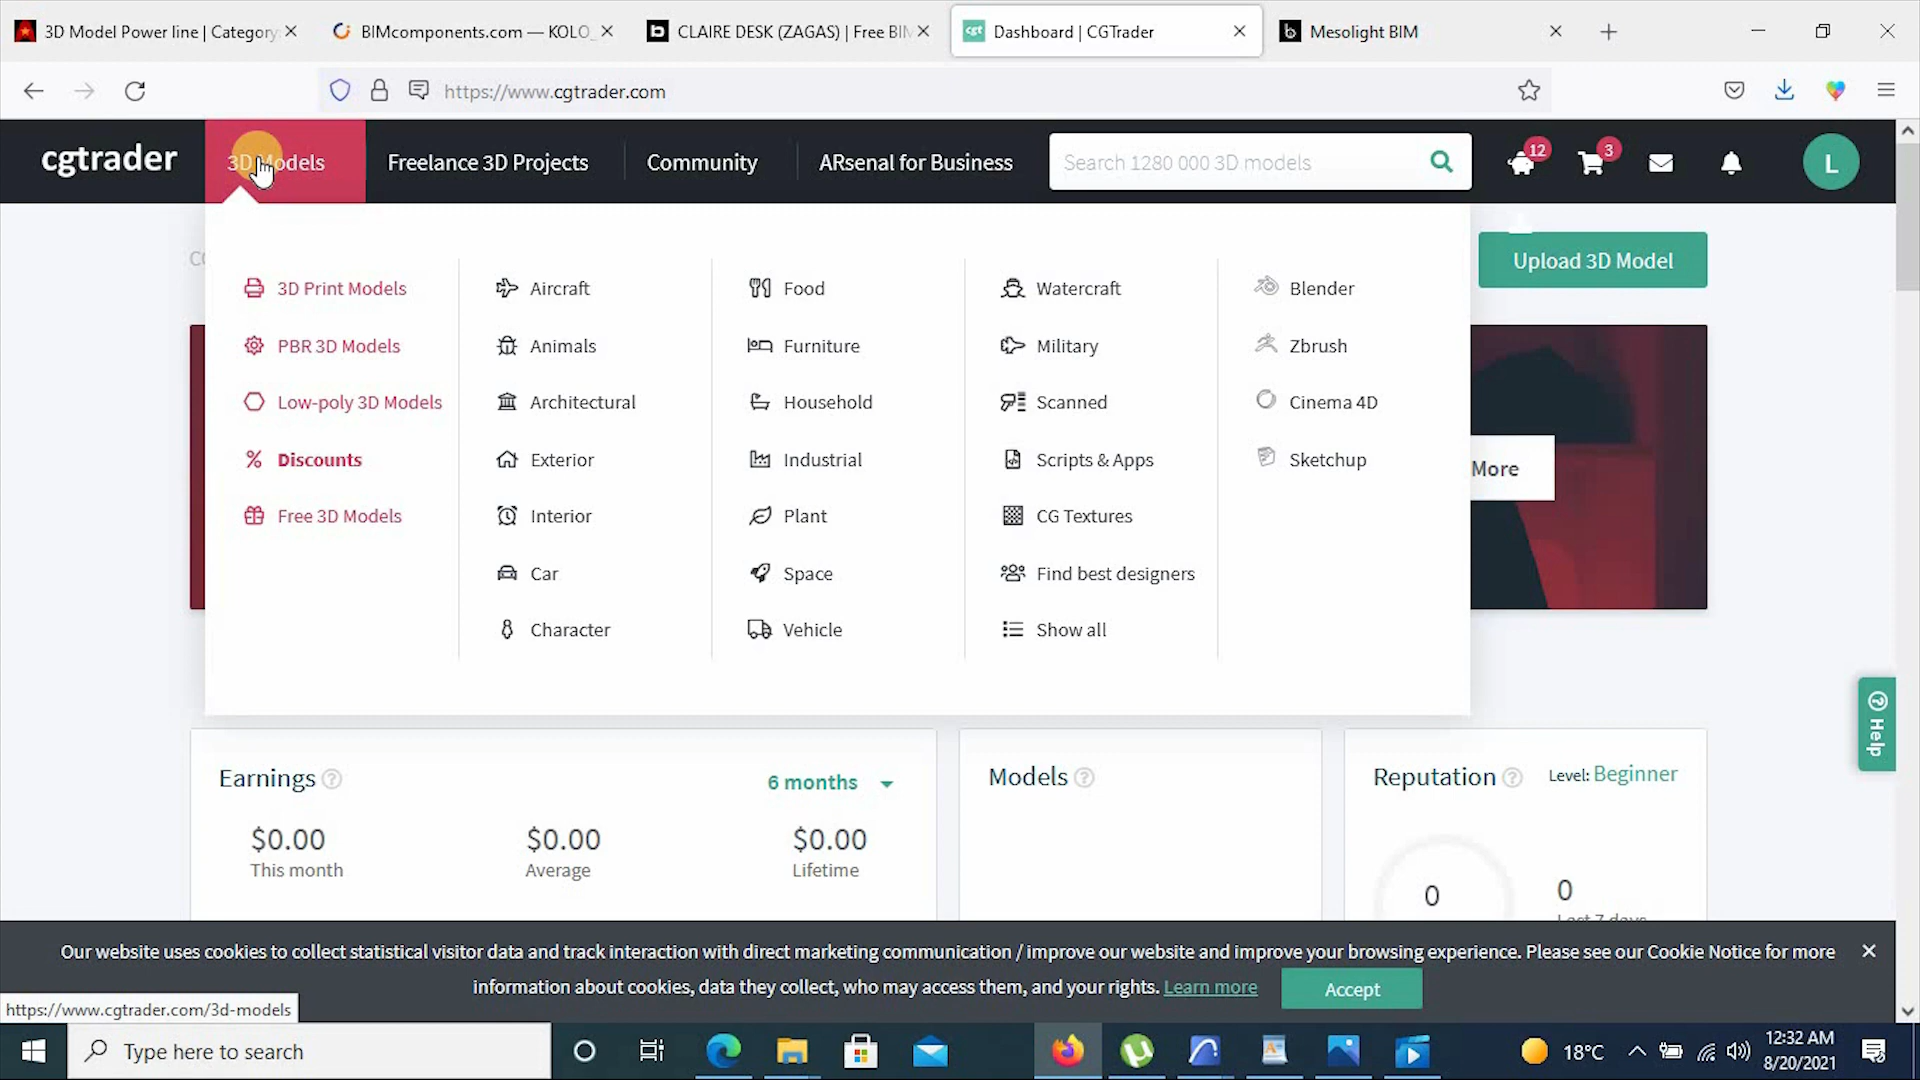 3D Model Power line | Category:
BIMcomponents.com — KOLO_
CLAIRE DESK (ZAGAS) | Free BIM
cgt
Dashboard | CGTrader
Mesolight BIM
https://www.cgtrader.com
cgtrader
3D Models
Freelance 3D Projects
Community
ARsenal for Business
Search 1280 000 3D models
12
3
L
Upload 3D Model
3D Print Models
PBR 3D Models
Low-poly 3D Models
Discounts
Free 3D Models
Aircraft
Animals
Architectural
Exterior
Interior
Car
Character
Food
Furniture
Household
Industrial
Plant
Space
Vehicle
Watercraft
Military
Scanned
Scripts & Apps
CG Textures
Find best designers
Show all
Blender
Zbrush
Cinema 4D
Sketchup
More
Help
Earnings
6 months
$0.00
This month
$0.00
Average
$0.00
Lifetime
Models
Reputation
Level: Beginner
0
0
Last 7 days
Our website uses cookies to collect statistical visitor data and track interaction with direct marketing communication / improve our website and improve your browsing experience. Please see our Cookie Notice for more
information about cookies, data they collect, who may access them, and your rights. Learn more
Accept
https://www.cgtrader.com/3d-models
Type here to search
18°C
12:32 AM
8/20/2021